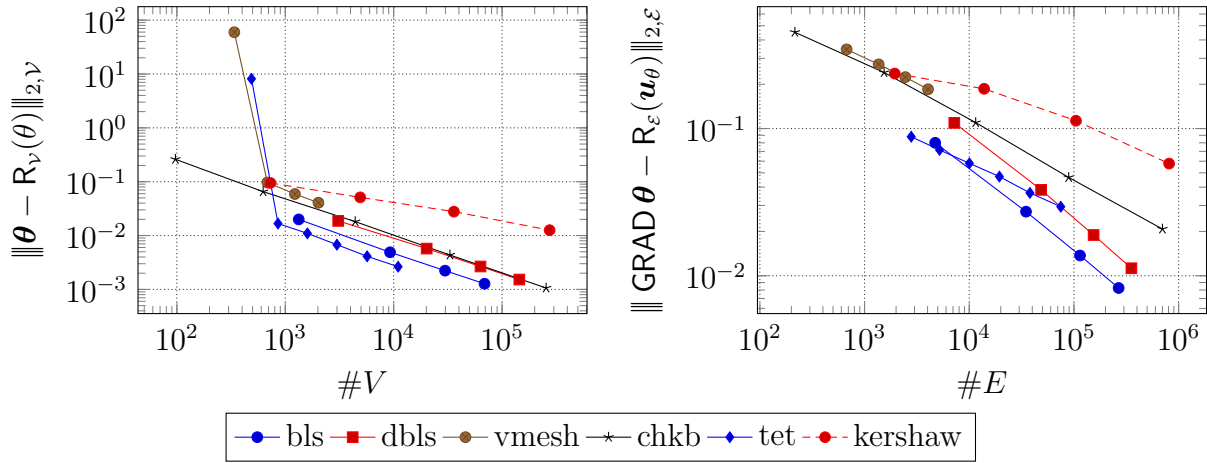 |||θ − R_𝒱(θ)|||_{2,𝒱}
10^2
10^1
10^0
10^{−1}
10^{−2}
10^{−3}
10^2 10^3 10^4 10^5
#V
||| GRAD θ − R_ℰ(u_θ)|||_{2,ℰ}
10^{−1}
10^{−2}
10^2 10^3 10^4 10^5 10^6
#E
bls dbls vmesh chkb tet kershaw